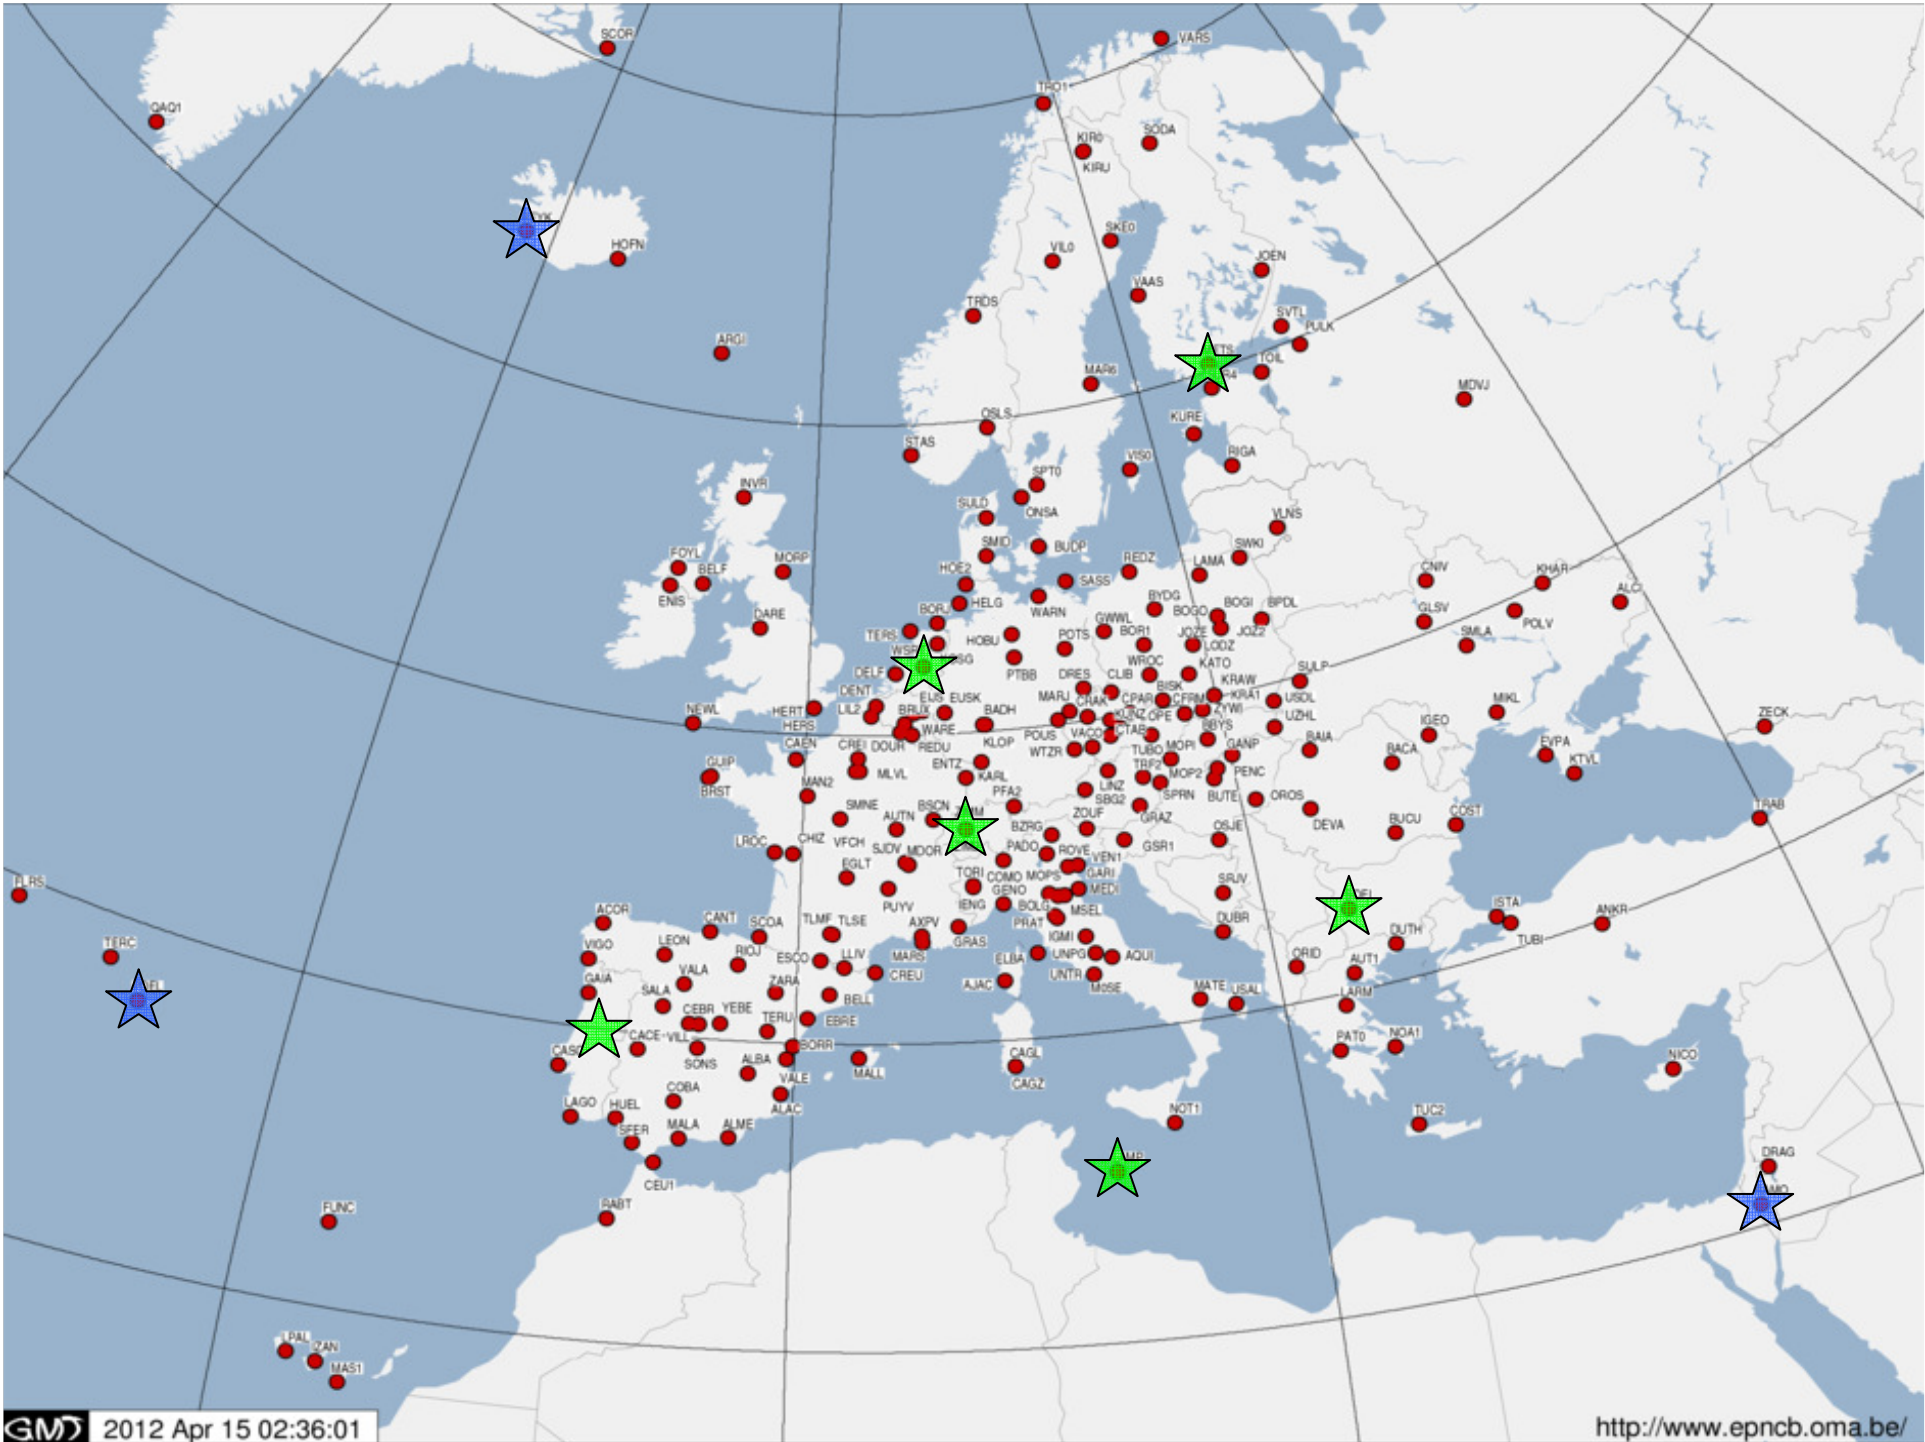 SCOR
VARS
QAQ1
TRO1
KIR0
SODA
KIRU
SKE0
HOFN
VIL0
JOEN
VAAS
TRDS
SVTL
PULK
ARGI
TOIL
MAR6
MDVJ
OSLS
KURE
STAS
VIS0
RIGA
SPT0
INVR
SULD
ONSA
VLNS
FOYL
BELF
MORP
SMID
BUDP
REDZ
SWKI
LAMA
HOE2
CNIV
KHAR
ALCI
SASS
ENIS
HELG
WARN
BYDG
BOGO
BOGI
BPDL
GLSV
DARE
BORJ
GWWL
POLV
TERS
HOBU
POTS
BOR1
JOZE
JOZ2
SMLA
LODZ
DELF
PTBB
WROC
KATO
SULP
DRES
CLIB
BISK
KRAW
DENT
EUSK
MARJ
CRAK
CPAR
CFRM
KRA1
USDL
MIKL
NEWL
HERT
HERS
LIL2
BRUX
BADH
ZYWI
UZHL
ZECK
WARE
POUS
VACO
CTAB
IGEO
CAEN
CREI
DOUR
REDU
KLOP
WTZR
TUBO
MOPI
GANP
BAIA
BACA
EVPA
GUIP
MLVL
ENTZ
KARL
TRF2
MOP2
PENC
KTVL
BRST
MAN2
PFA2
LINZ
SBG2
SPRN
BUTE
OROS
TRAB
SMNE
AUTN
BSCN
BZRG
ZOUF
GRAZ
DEVA
BUCU
COST
LROC
CHIZ
VFCH
OSJE
GSR1
SJDV
MDOR
PADO
ROVE
VEN1
EGLT
TORI
COMO
MOPS
GARI
FLRS
GENO
MEDI
SRJV
PUYV
IENG
BOLG
MSEL
ISTA
ACOR
CANT
SCOA
TLMF
TLSE
AXPV
PRAT
DUBR
ANKR
TERC
GRAS
IGMI
DUTH
TUBI
VIGO
LEON
RIOJ
ESCO
LLIV
MARS
ELBA
UNPG
AQUI
ORID
AUT1
GAIA
VALA
ZARA
CREU
AJAC
UNTR
M0SE
MATE
USAL
LARM
SALA
BELL
CEBR
YEBE
TERU
EBRE
CACE
VILL
PAT0
NOA1
CASC
SONS
ALBA
BORR
MALL
CAGL
NICO
VALE
CAGZ
COBA
LAGO
HUEL
ALAC
NOT1
TUC2
SFER
MALA
ALME
DRAG
CEU1
FUNC
RABT
LPAL
IZAN
MAS1
GMT 2012 Apr 15 02:36:01
http://www.epncb.oma.be/